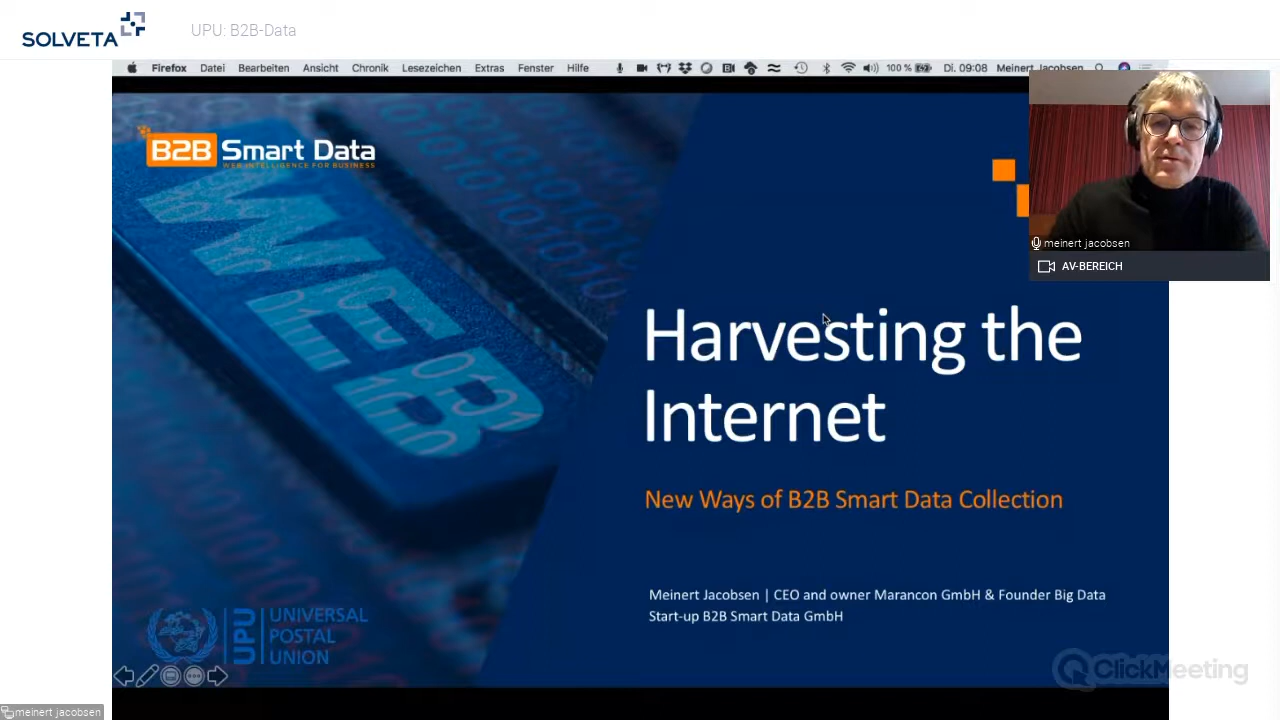 SOLVETA
UPU: B2B-Data
Firefox Datei Bearbeiten Ansicht Chronik Lesezeichen Extras Fenster Hilfe 100 % Di. 09:08 Meinert Jacobsen
B2B Smart Data
WEB INTELLIGENCE FOR BUSINESS
WEB
meinert jacobsen
AV-BEREICH
Harvesting the
Internet
New Ways of B2B Smart Data Collection
Meinert Jacobsen | CEO and owner Marancon GmbH & Founder Big Data
Start-up B2B Smart Data GmbH
UPU
UNIVERSAL
POSTAL
UNION
ClickMeeting
meinert jacobsen